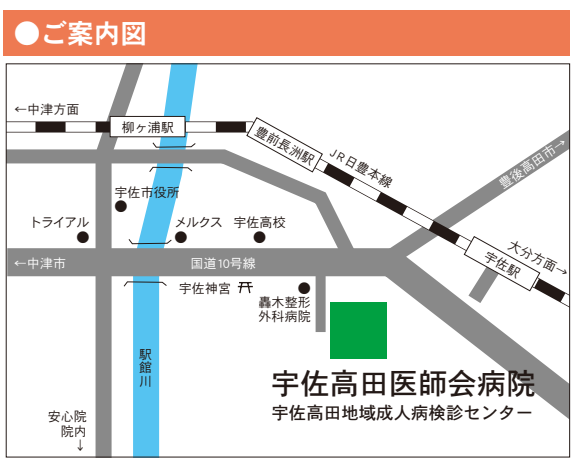 ●ご案内図
←中津方面
柳ヶ浦駅
豊前長洲駅
JR日豊本線
豊後高田市→
宇佐市役所
トライアル
メルクス
宇佐高校
宇佐駅
大分方面→
←中津市
国道10号線
宇佐神宮
轟木整形
外科病院
駅館川
宇佐高田医師会病院
宇佐高田地域成人病検診センター
安心院
院内
↓